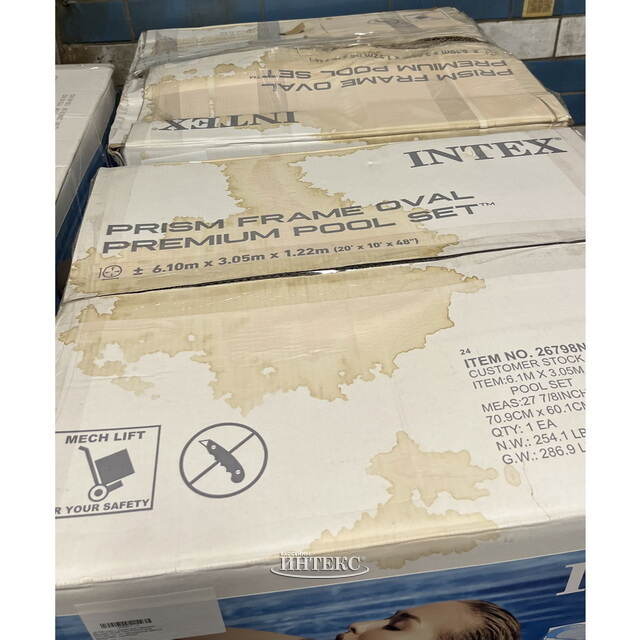 PRISM FRAME OVAL
PREMIUM POOL SET™
INTEX
INTEX
PRISM FRAME OVAL
PREMIUM POOL SET™
± 6.10m x 3.05m x 1.22m (20' x 10' x 48")
24
ITEM NO. 26798N
CUSTOMER STOCK
ITEM:6.1M X 3.05M
POOL SET
MEAS:27 7/8INCH
70.9CM x 60.1CM
QTY: 1 EA
N.W.: 254.1 LB
G.W.: 286.9 L
MECH LIFT
R YOUR SAFETY
ИНТЕКС®